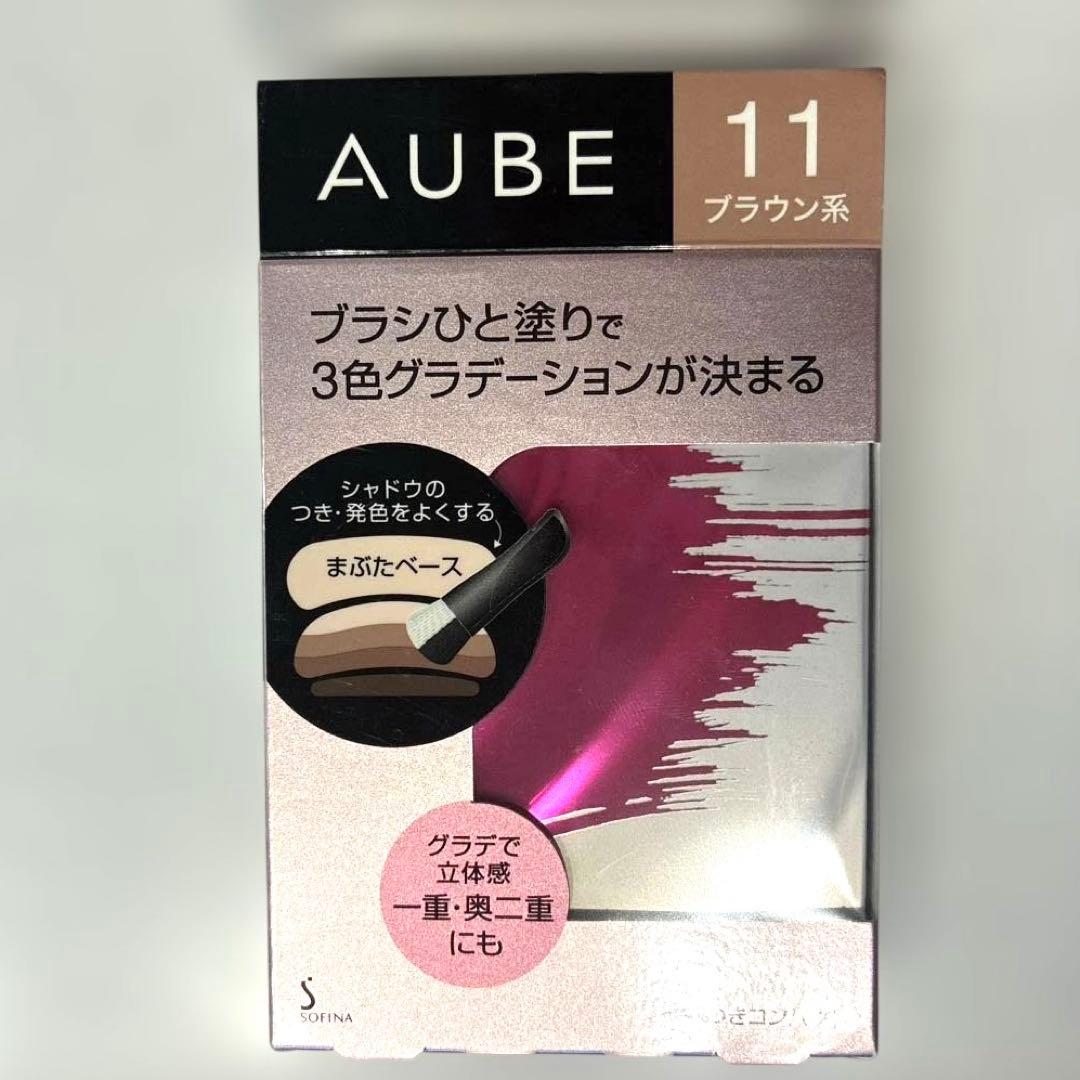 AUBE
11
ブラウン系
ブラシひと塗りで
3色グラデーションが決まる
シャドウの
つき・発色をよくする
まぶたベース
グラデで
立体感
一重・奥二重
にも
SOFINA